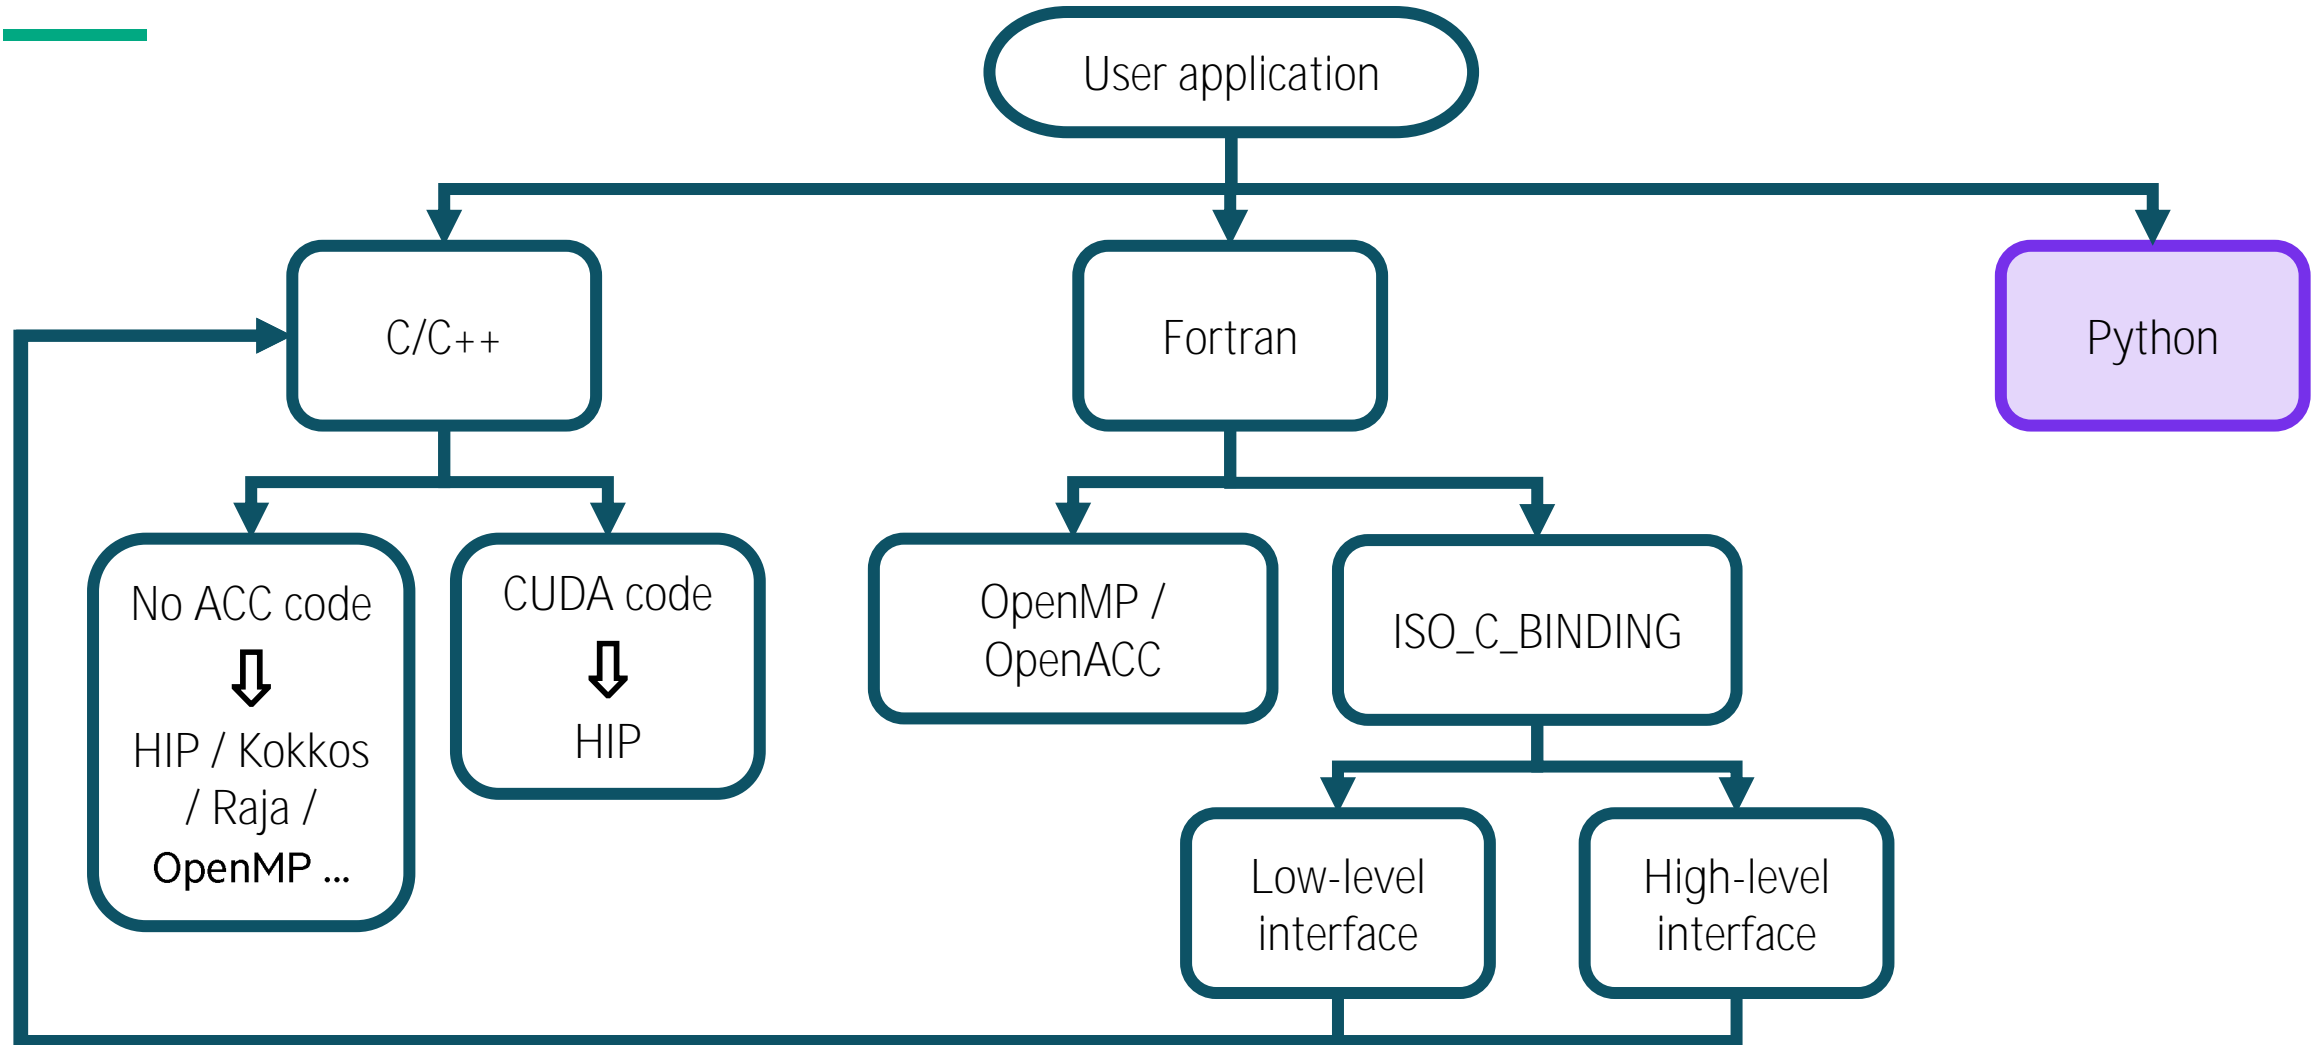 User application
C/C++
Fortran
Python
No ACC code
HIP / Kokkos
/ Raja /
OpenMP ...
CUDA code
HIP
OpenMP /
OpenACC
ISO_C_BINDING
Low-level
interface
High-level
interface